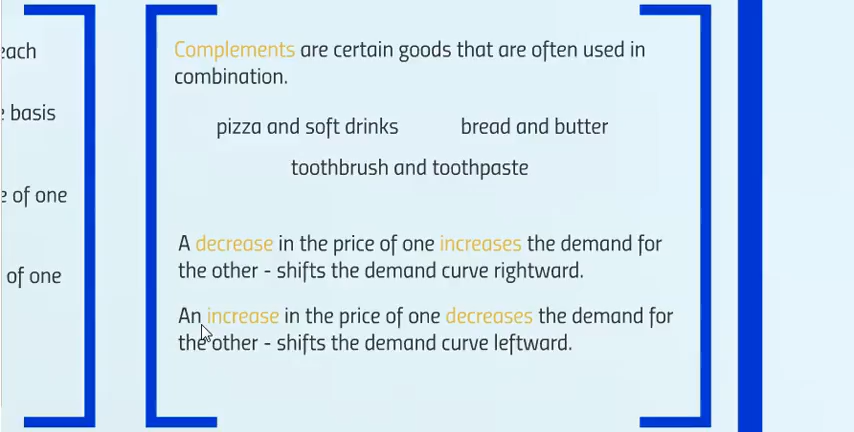 each
basis
of one
of one
Complements are certain goods that are often used in
combination.
pizza and soft drinks bread and butter
toothbrush and toothpaste
A decrease in the price of one increases the demand for
the other - shifts the demand curve rightward.
An increase in the price of one decreases the demand for
the other - shifts the demand curve leftward.